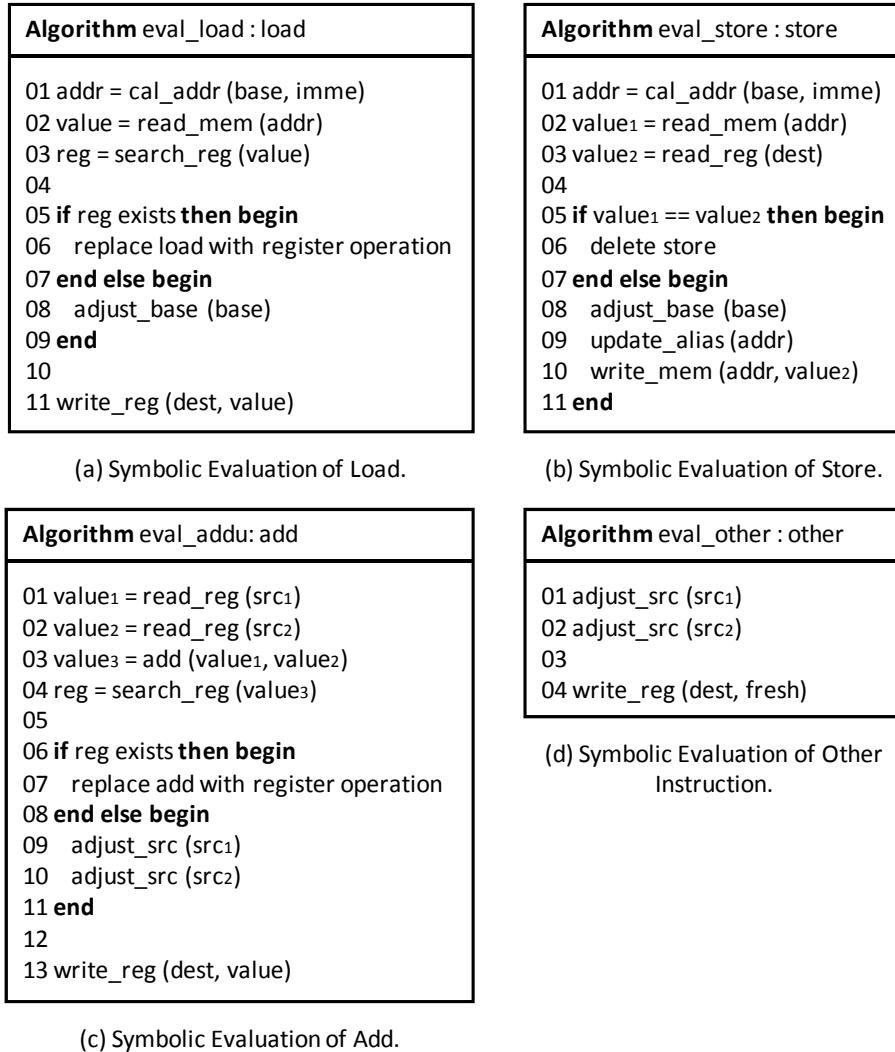 Algorithm eval_load : load
01 addr = cal_addr (base, imme)
02 value = read_mem (addr)
03 reg = search_reg (value)
04
05 if reg exists then begin
06 replace load with register operation
07 end else begin
08 adjust_base (base)
09 end
10
11 write_reg (dest, value)
(a) Symbolic Evaluation of Load.
Algorithm eval_store : store
01 addr = cal_addr (base, imme)
02 value1 = read_mem (addr)
03 value2 = read_reg (dest)
04
05 if value1 == value2 then begin
06 delete store
07 end else begin
08 adjust_base (base)
09 update_alias (addr)
10 write_mem (addr, value2)
11 end
(b) Symbolic Evaluation of Store.
Algorithm eval_addu: add
01 value1 = read_reg (src1)
02 value2 = read_reg (src2)
03 value3 = add (value1, value2)
04 reg = search_reg (value3)
05
06 if reg exists then begin
07 replace add with register operation
08 end else begin
09 adjust_src (src1)
10 adjust_src (src2)
11 end
12
13 write_reg (dest, value)
(c) Symbolic Evaluation of Add.
Algorithm eval_other : other
01 adjust_src (src1)
02 adjust_src (src2)
03
04 write_reg (dest, fresh)
(d) Symbolic Evaluation of Other
Instruction.